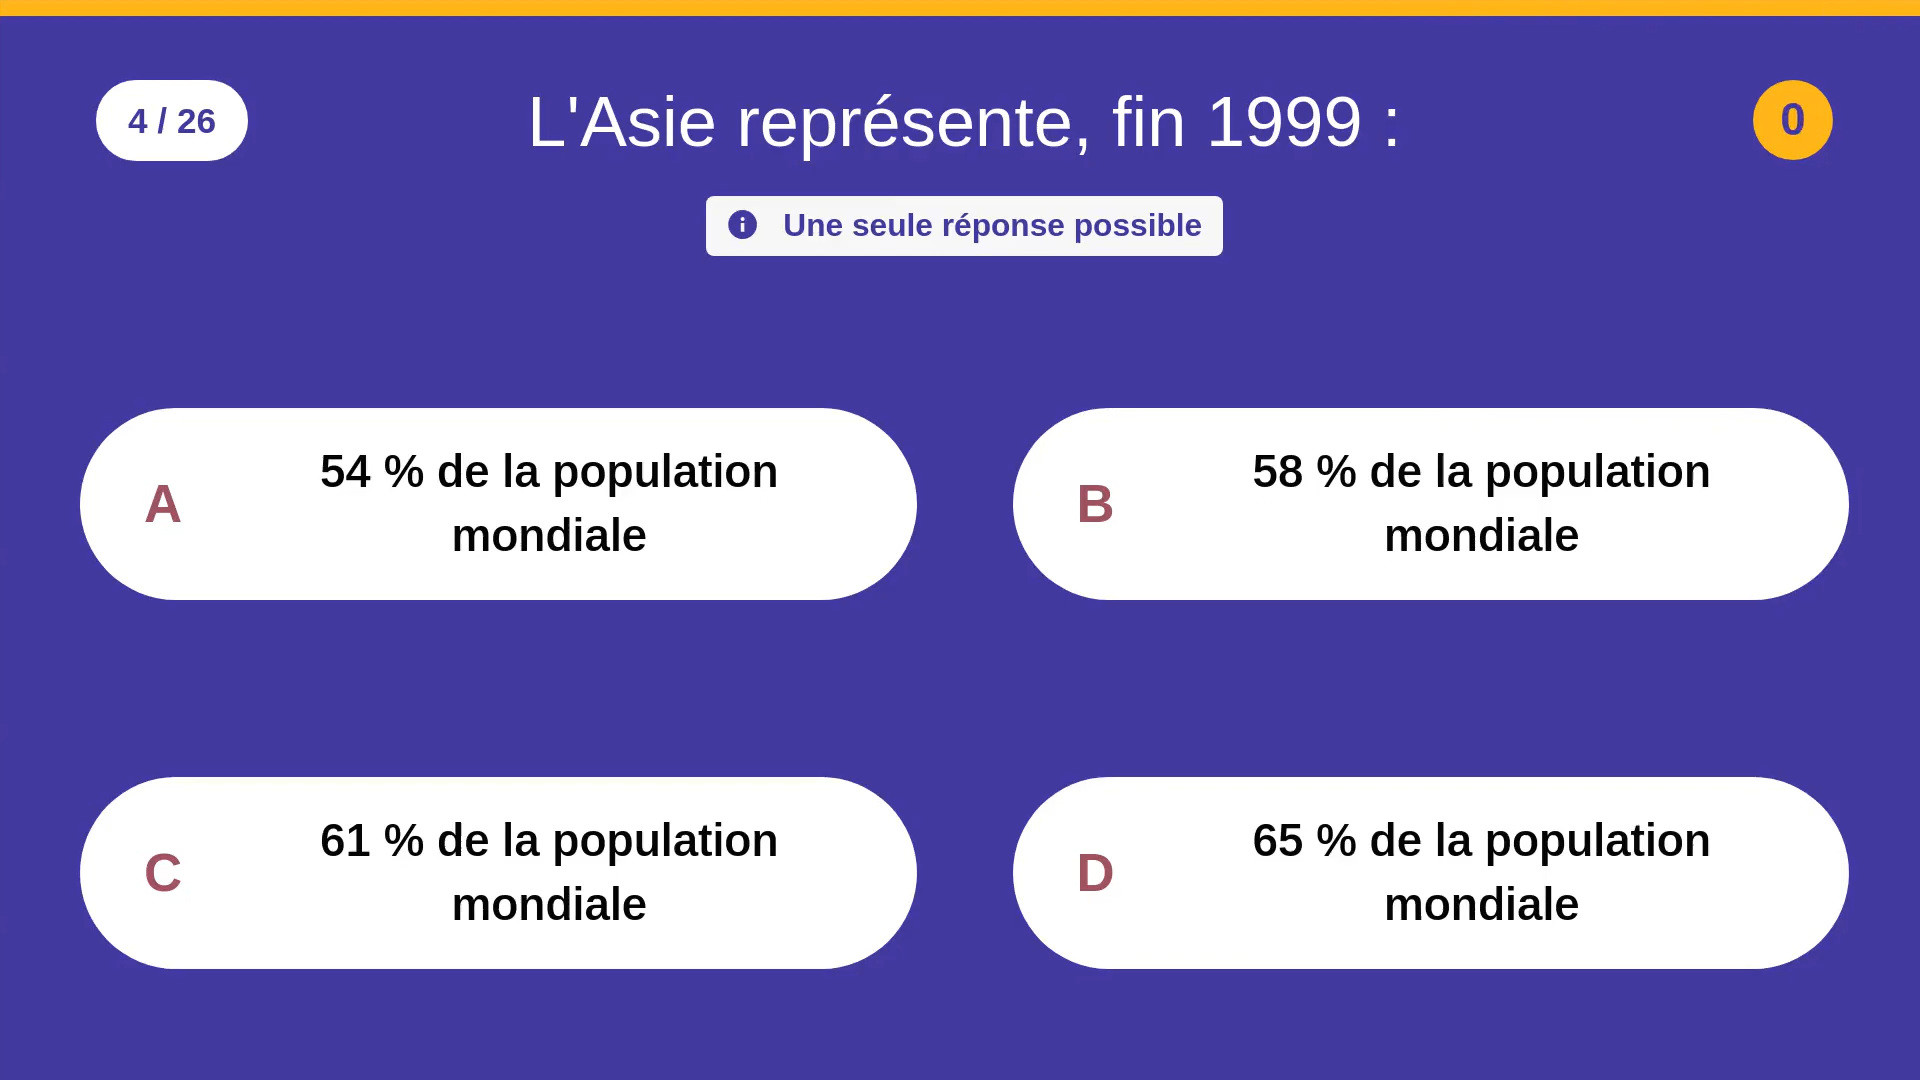 4 / 26
L'Asie représente, fin 1999 :
0
Une seule réponse possible
A
54 % de la population
mondiale
B
58 % de la population
mondiale
C
61 % de la population
mondiale
D
65 % de la population
mondiale